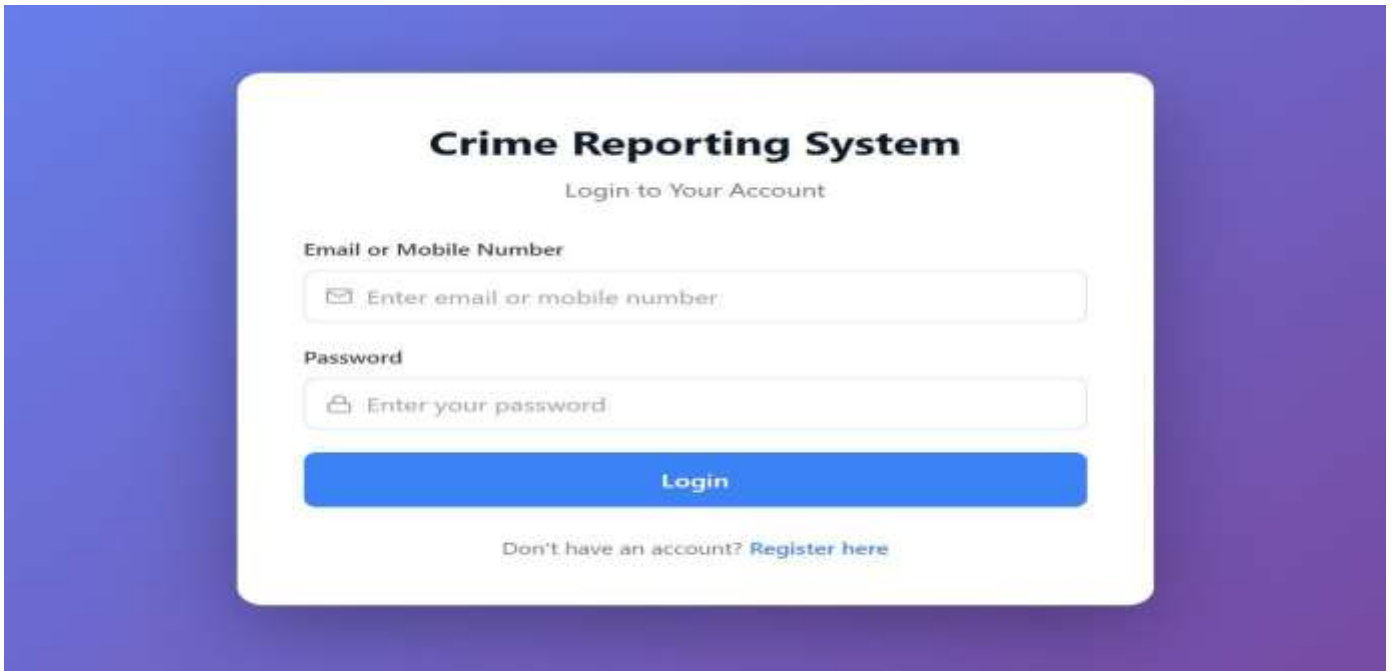 Crime Reporting System
Login to Your Account
Email or Mobile Number
Enter email or mobile number
Password
Enter your password
Login
Don't have an account? Register here